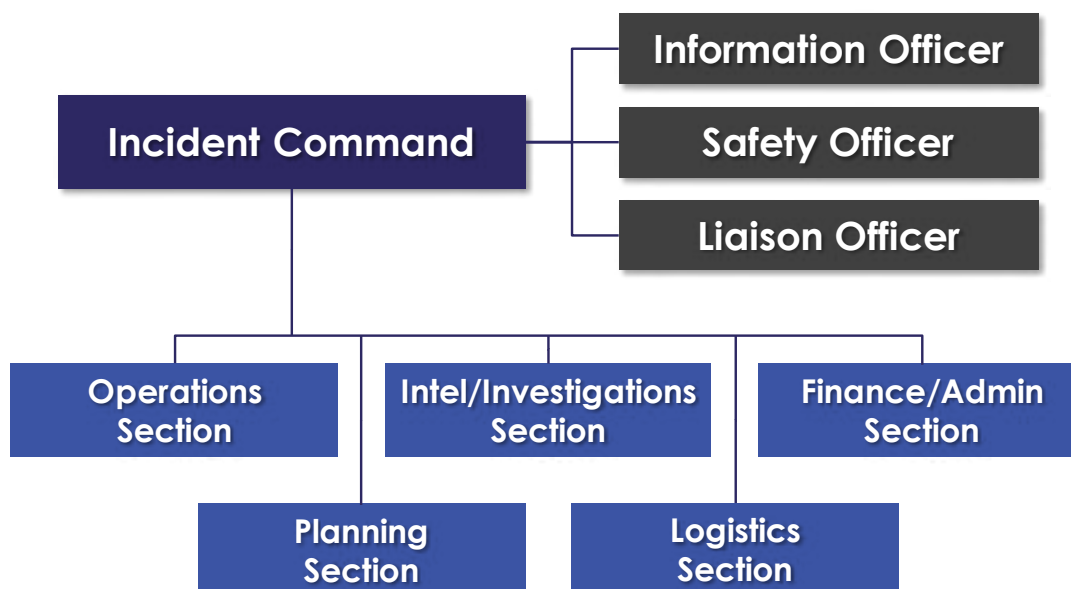 Information Officer
Incident Command
Safety Officer
Liaison Officer
Operations
Section
Intel/Investigations
Section
Finance/Admin
Section
Planning
Section
Logistics
Section